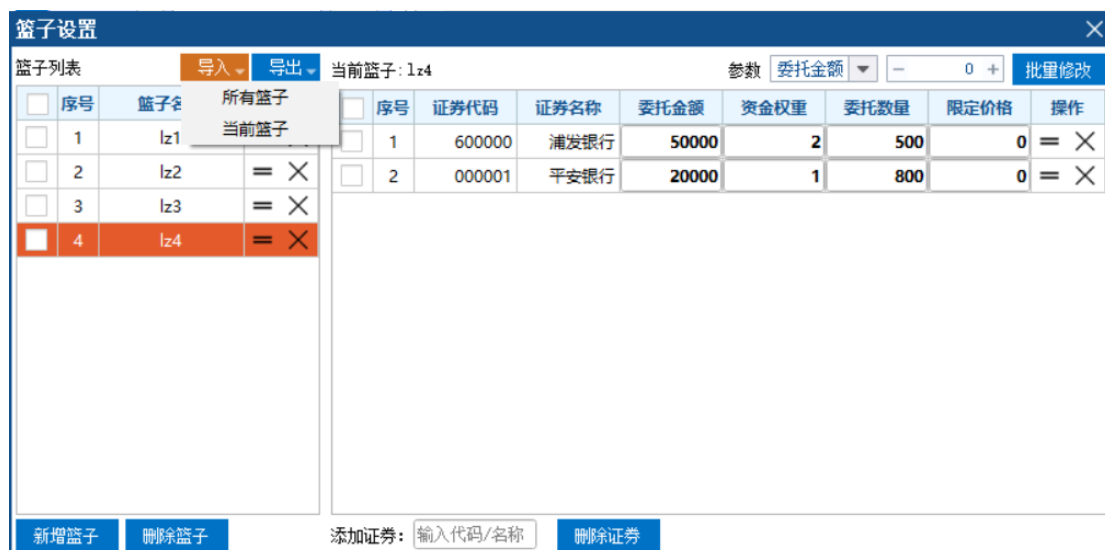 篮子设置
篮子列表 导入 导出 当前篮子:lz4 参数 委托金额 - 0 + 批量修改
所有篮子
当前篮子
序号 篮子名
1 lz1
2 lz2
3 lz3
4 lz4
序号 证券代码 证券名称 委托金额 资金权重 委托数量 限定价格 操作
1 600000 浦发银行 50000 2 500 0
2 000001 平安银行 20000 1 800 0
新增篮子 删除篮子 添加证券: 输入代码/名称 删除证券